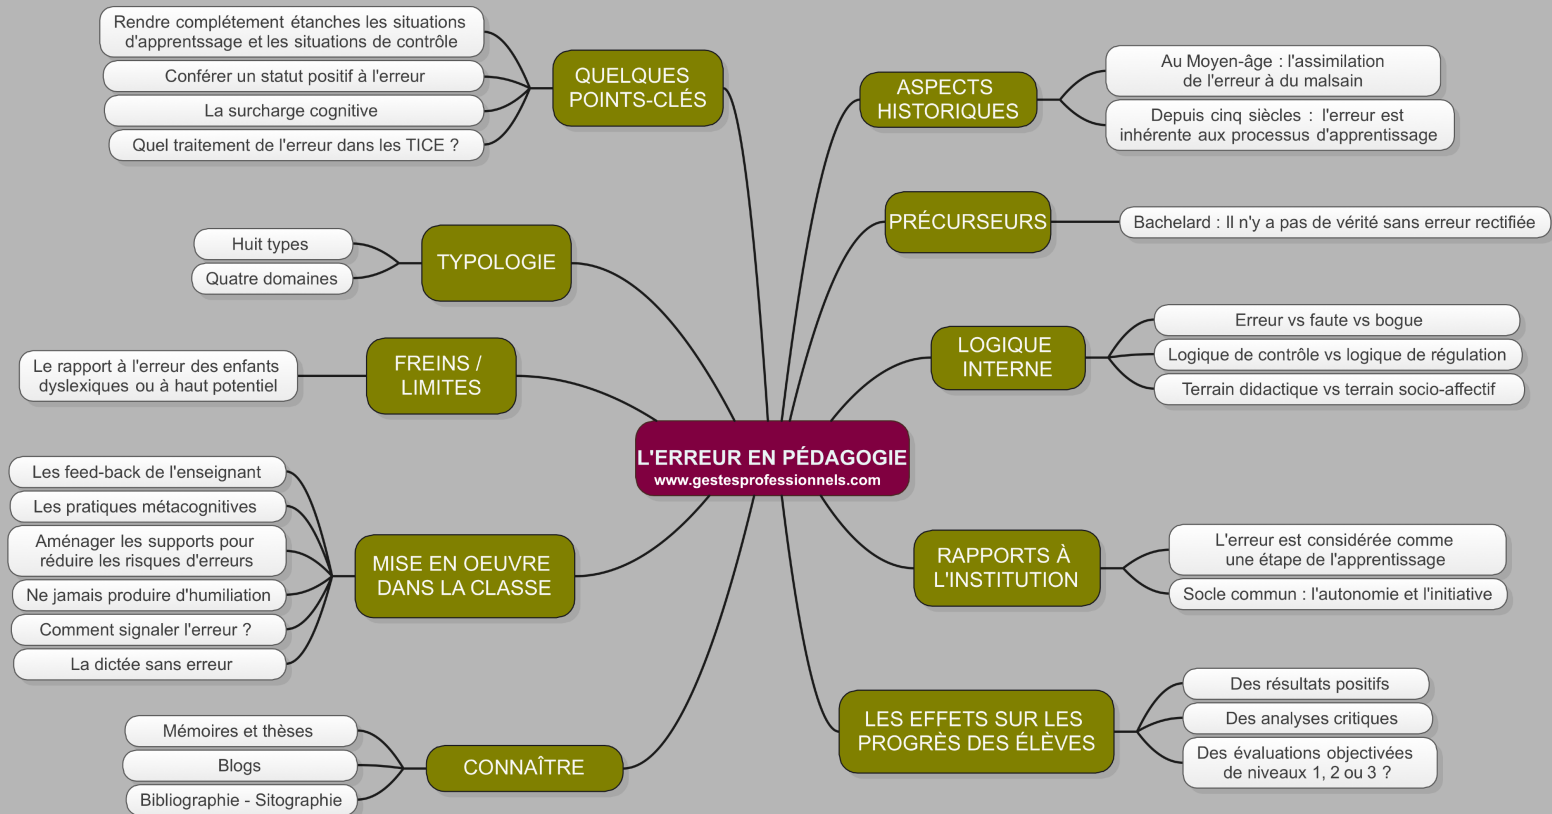 L'ERREUR EN PÉDAGOGIE
www.gestesprofessionnels.com
QUELQUES
POINTS-CLÉS
Rendre complétement étanches les situations
d'apprentssage et les situations de contrôle
Conférer un statut positif à l'erreur
La surcharge cognitive
Quel traitement de l'erreur dans les TICE ?
TYPOLOGIE
Huit types
Quatre domaines
FREINS /
LIMITES
Le rapport à l'erreur des enfants
dyslexiques ou à haut potentiel
MISE EN OEUVRE
DANS LA CLASSE
Les feed-back de l'enseignant
Les pratiques métacognitives
Aménager les supports pour
réduire les risques d'erreurs
Ne jamais produire d'humiliation
Comment signaler l'erreur ?
La dictée sans erreur
CONNAÎTRE
Mémoires et thèses
Blogs
Bibliographie - Sitographie
ASPECTS
HISTORIQUES
Au Moyen-âge : l'assimilation
de l'erreur à du malsain
Depuis cinq siècles : l'erreur est
inhérente aux processus d'apprentissage
PRÉCURSEURS
Bachelard : Il n'y a pas de vérité sans erreur rectifiée
LOGIQUE
INTERNE
Erreur vs faute vs bogue
Logique de contrôle vs logique de régulation
Terrain didactique vs terrain socio-affectif
RAPPORTS À
L'INSTITUTION
L'erreur est considérée comme
une étape de l'apprentissage
Socle commun : l'autonomie et l'initiative
LES EFFETS SUR LES
PROGRÈS DES ÉLÈVES
Des résultats positifs
Des analyses critiques
Des évaluations objectivées
de niveaux 1, 2 ou 3 ?